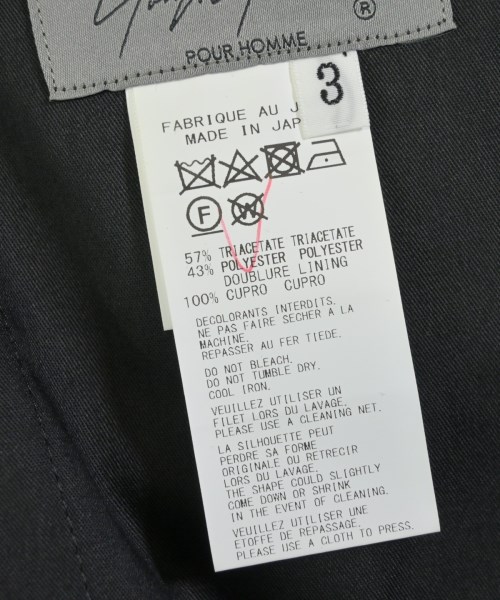 ®
POUR HOMME
3
FABRIQUE AU J
MADE IN JAP
F
W
57% TRIACETATE TRIACETATE
43% POLYESTER POLYESTER
DOUBLURE LINING
100% CUPRO CUPRO
DECOLORANTS INTERDITS.
NE PAS FAIRE SECHER A LA
MACHINE.
REPASSER AU FER TIEDE.
DO NOT BLEACH.
DO NOT TUMBLE DRY.
COOL IRON.
VEUILLEZ UTILISER UN
FILET LORS DU LAVAGE.
PLEASE USE A CLEANING NET.
LA SILHOUETTE PEUT
PERDRE SA FORME
ORIGINALE OU RETRECIR
LORS DU LAVAGE.
THE SHAPE COULD SLIGHTLY
COME DOWN OR SHRINK
IN THE EVENT OF CLEANING.
VEUILLEZ UTILISER UNE
ETOFFE DE REPASSAGE.
PLEASE USE A CLOTH TO PRESS.